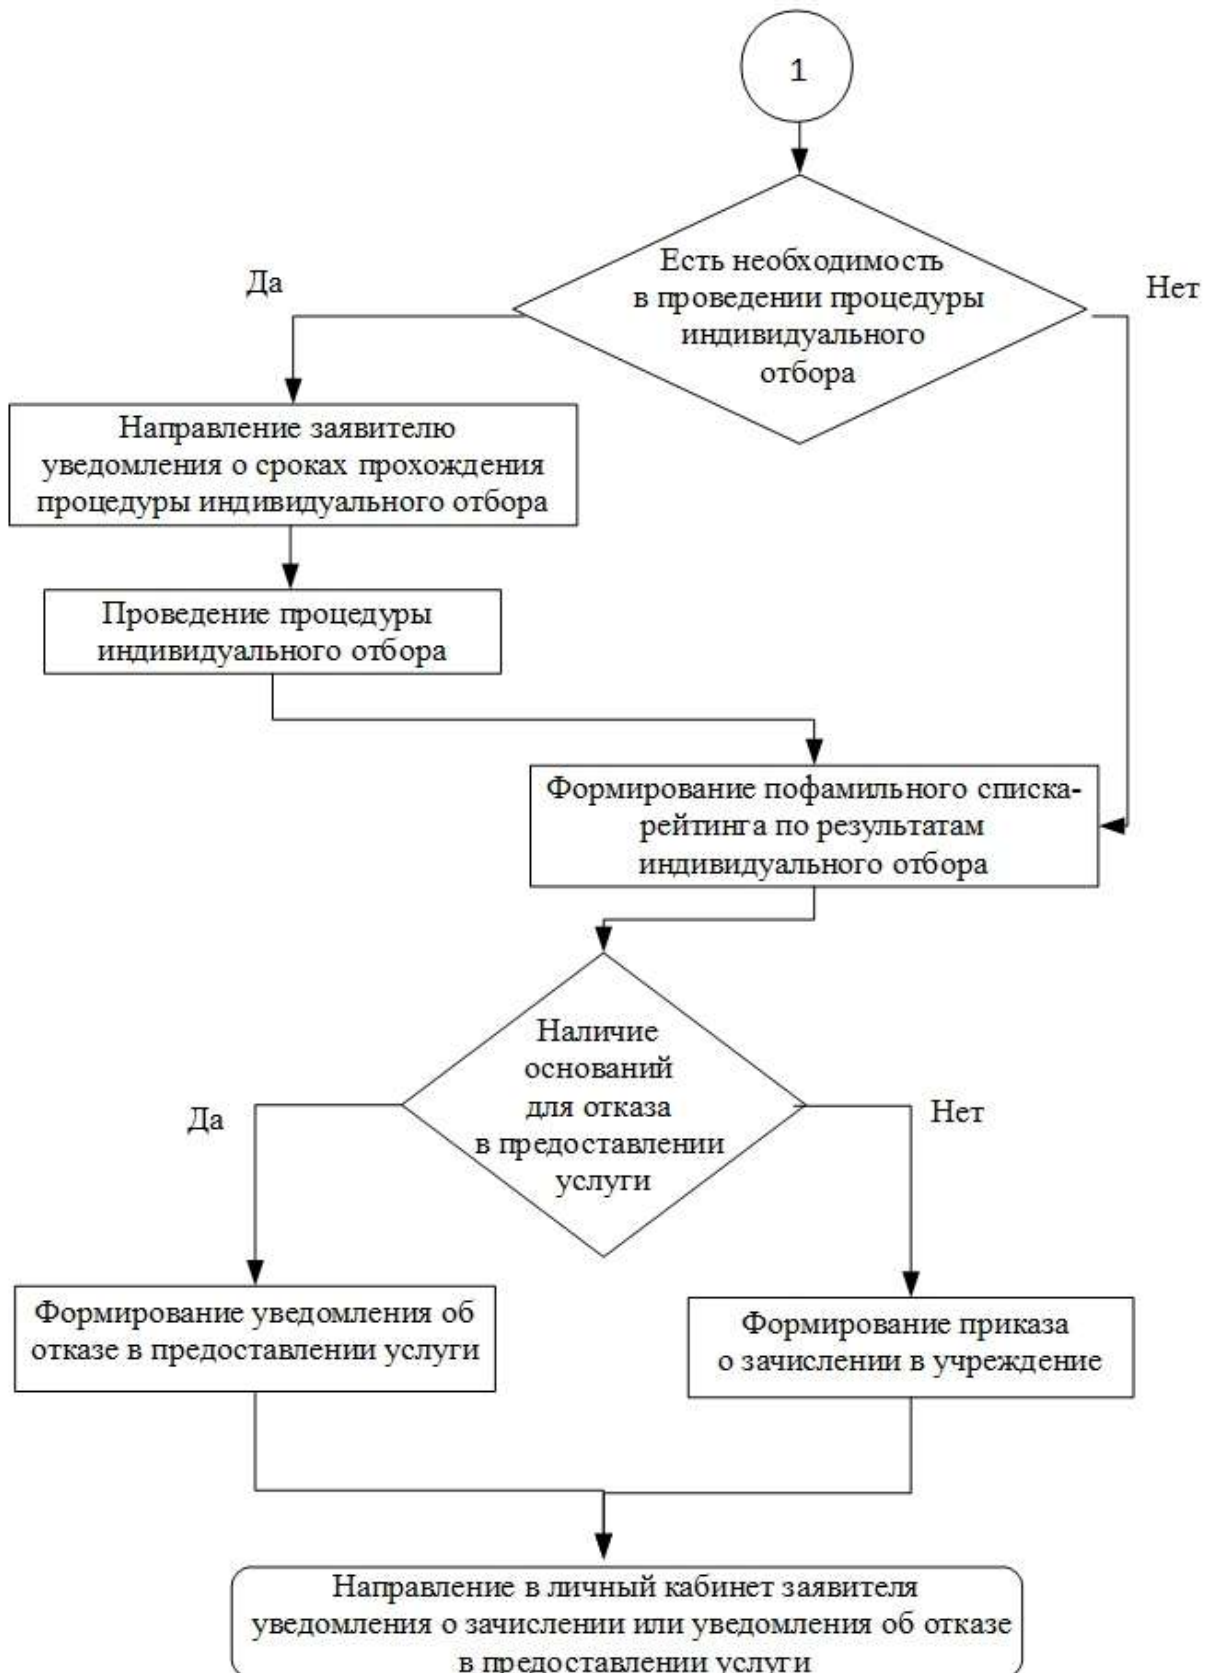 1
Есть необходимость
в проведении процедуры
индивидуального
отбора
Да
Нет
Направление заявителю
уведомления о сроках прохождения
процедуры индивидуального отбора
Проведение процедуры
индивидуального отбора
Формирование пофамильного списка-
рейтинга по результатам
индивидуального отбора
Наличие
оснований
для отказа
в предоставлении
услуги
Да
Нет
Формирование уведомления об
отказе в предоставлении услуги
Формирование приказа
о зачислении в учреждение
Направление в личный кабинет заявителя
уведомления о зачислении или уведомления об отказе
в предоставлении услуги